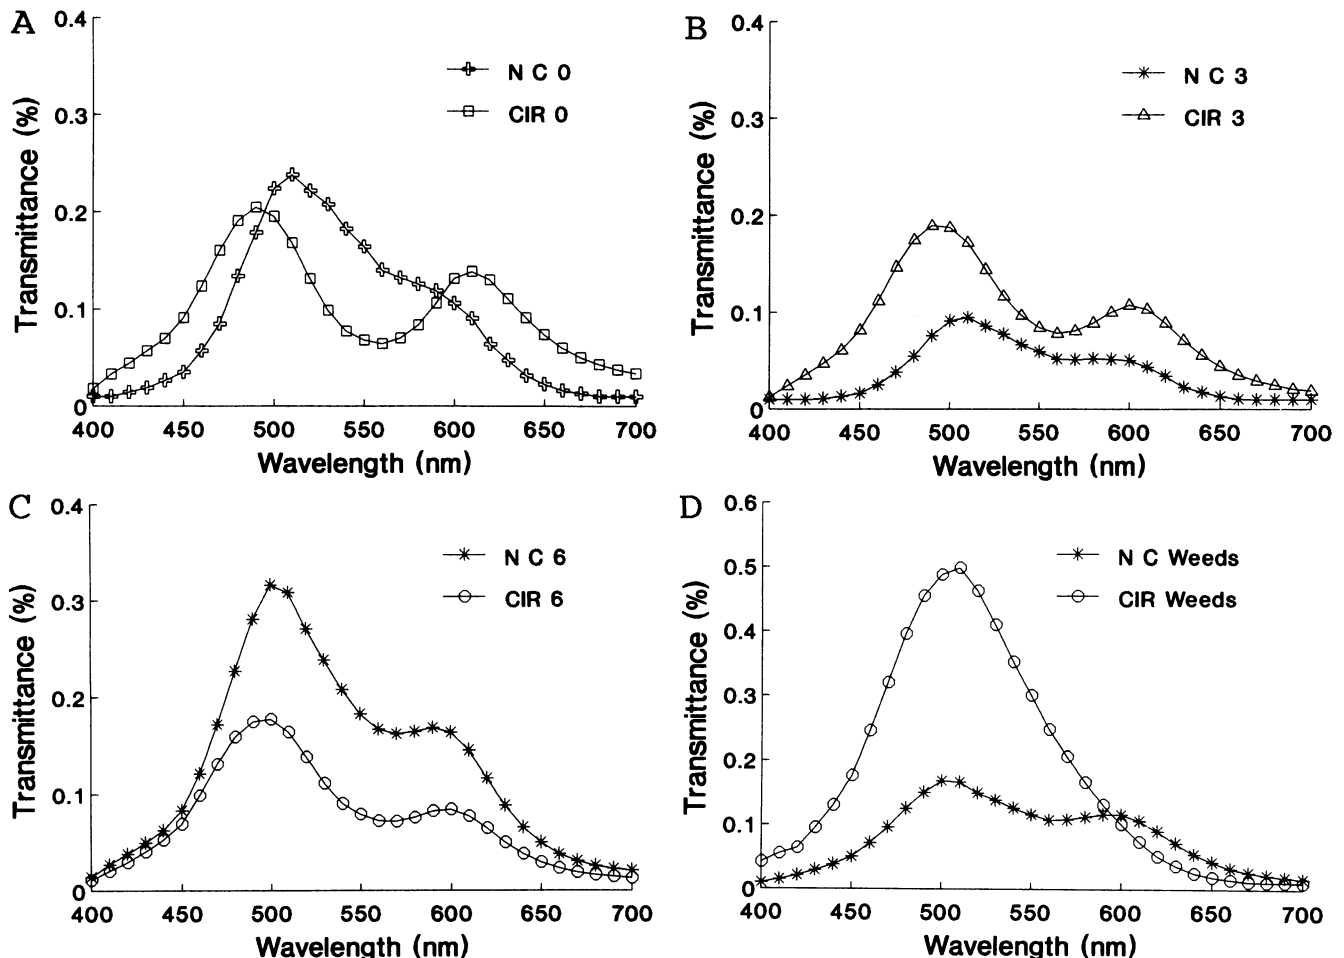 A
0.4
0.3
0.2
0.1
0
Transmittance (%)
N C 0
CIR 0
400 450 500 550 600 650 700
Wavelength (nm)
B
0.4
0.3
0.2
0.1
0
Transmittance (%)
N C 3
CIR 3
400 450 500 550 600 650 700
Wavelength (nm)
C
0.4
0.3
0.2
0.1
0
Transmittance (%)
N C 6
CIR 6
400 450 500 550 600 650 700
Wavelength (nm)
D
0.6
0.5
0.4
0.3
0.2
0.1
0
Transmittance (%)
N C Weeds
CIR Weeds
400 450 500 550 600 650 700
Wavelength (nm)